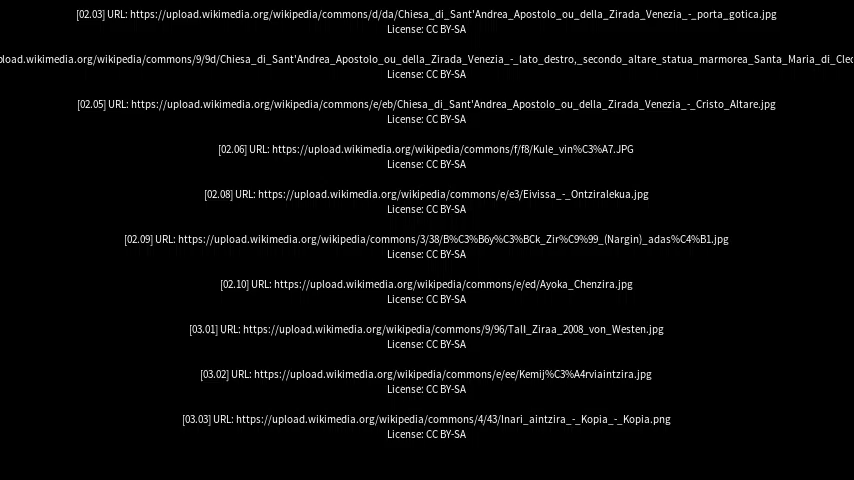 [02.03] URL: https://upload.wikimedia.org/wikipedia/commons/d/da/Chiesa_di_Sant'Andrea_Apostolo_ou_della_Zirada_Venezia_-_porta_gotica.jpg
License: CC BY-SA
pload.wikimedia.org/wikipedia/commons/9/9d/Chiesa_di_Sant'Andrea_Apostolo_ou_della_Zirada_Venezia_-_lato_destro,_secondo_altare_statua_marmorea_Santa_Maria_di_Cleo
License: CC BY-SA
[02.05] URL: https://upload.wikimedia.org/wikipedia/commons/e/eb/Chiesa_di_Sant'Andrea_Apostolo_ou_della_Zirada_Venezia_-_Cristo_Altare.jpg
License: CC BY-SA
[02.06] URL: https://upload.wikimedia.org/wikipedia/commons/f/f8/Kule_vin%C3%A7.JPG
License: CC BY-SA
[02.08] URL: https://upload.wikimedia.org/wikipedia/commons/e/e3/Eivissa_-_Ontziralekua.jpg
License: CC BY-SA
[02.09] URL: https://upload.wikimedia.org/wikipedia/commons/3/38/B%C3%B6y%C3%BCk_Zir%C9%99_(Nargin)_adas%C4%B1.jpg
License: CC BY-SA
[02.10] URL: https://upload.wikimedia.org/wikipedia/commons/e/ed/Ayoka_Chenzira.jpg
License: CC BY-SA
[03.01] URL: https://upload.wikimedia.org/wikipedia/commons/9/96/Tall_Ziraa_2008_von_Westen.jpg
License: CC BY-SA
[03.02] URL: https://upload.wikimedia.org/wikipedia/commons/e/ee/Kemij%C3%A4rviaintzira.jpg
License: CC BY-SA
[03.03] URL: https://upload.wikimedia.org/wikipedia/commons/4/43/Inari_aintzira_-_Kopia_-_Kopia.png
License: CC BY-SA